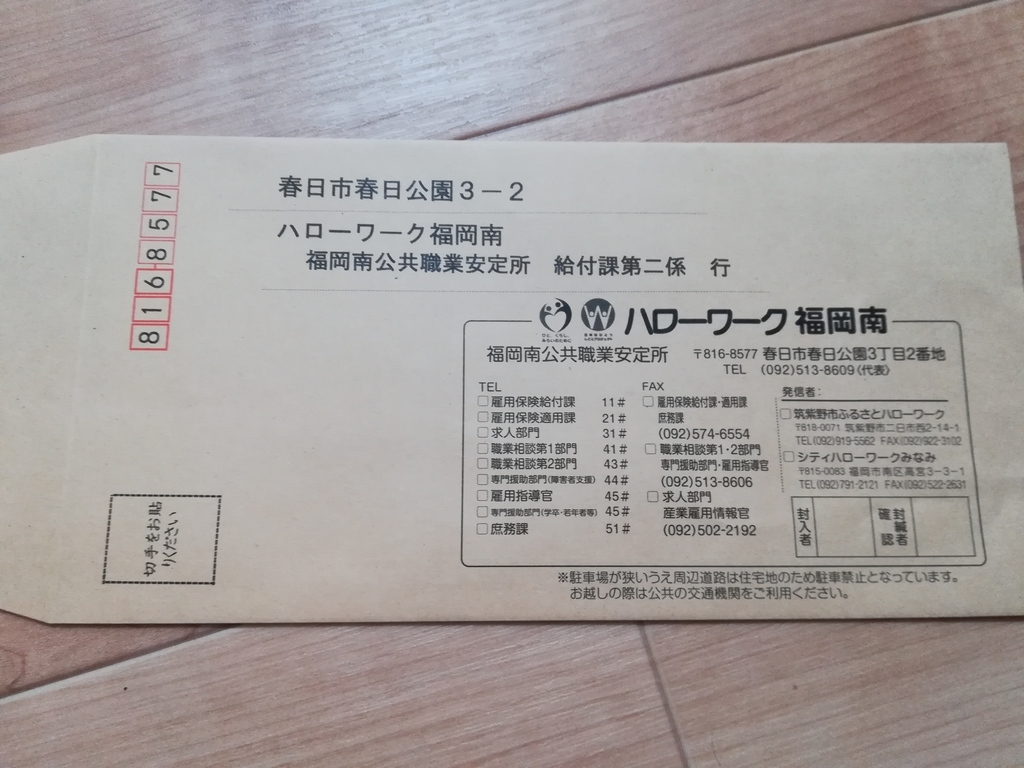 8168577
春日市春日公園3-2
ハローワーク福岡南
福岡南公共職業安定所 給付課第二係 行
切手をお貼
りください
ひと、くらし、
みらいのために
ハローワーク 福岡南
福岡南公共職業安定所 〒816-8577 春日市春日公園3丁目2番地
TEL (092)513-8609(代表)
TEL
□雇用保険給付課 11#
□雇用保険適用課 21#
□求人部門 31#
□職業相談第1部門 41#
□職業相談第2部門 43#
□専門援助部門(障害者支援) 44#
□雇用指導官 45#
□専門援助部門(学卒・若年者等) 45#
□庶務課 51#
FAX
□雇用保険給付課・適用課
庶務課
(092)574-6554
□職業相談第1・2部門
専門援助部門・雇用指導官
(092)513-8606
□求人部門
産業雇用情報官
(092)502-2192
発信者:
□筑紫野市ふるさとハローワーク
〒818-0071 筑紫野市二日市西2-14-1
TEL(092)919-5562 FAX(092)922-3102
□シティハローワークみなみ
〒815-0083 福岡市南区高宮3-3-1
TEL(092)791-2121 FAX(092)522-2631
封入者
封緘者
確認
※駐車場が狭いうえ周辺道路は住宅地のため駐車禁止となっています。
お越しの際は公共の交通機関をご利用ください。